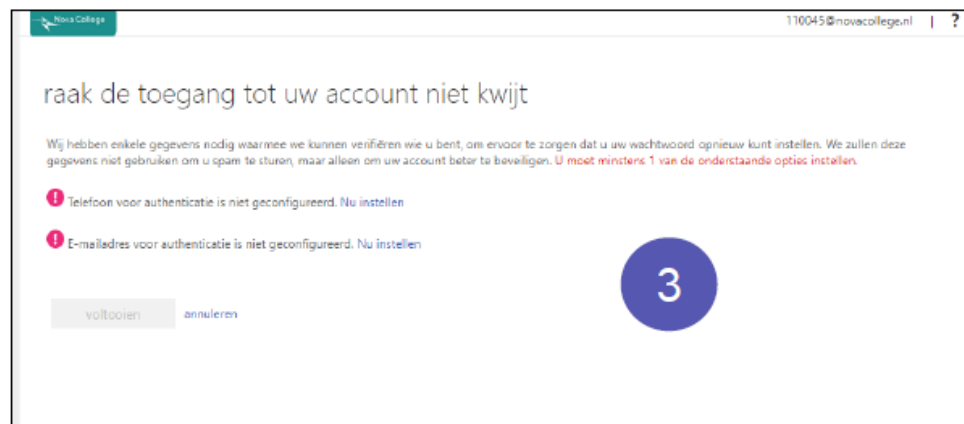 Nova College
110045@novacollege.nl | ?
raak de toegang tot uw account niet kwijt
Wij hebben enkele gegevens nodig waarmee we kunnen verifiëren wie u bent, om ervoor te zorgen dat u uw wachtwoord opnieuw kunt instellen. We zullen deze
gegevens niet gebruiken om u spam te sturen, maar alleen om uw account beter te beveiligen. U moet minstens 1 van de onderstaande opties instellen.
! Telefoon voor authenticatie is niet geconfigureerd. Nu instellen
! E-mailadres voor authenticatie is niet geconfigureerd. Nu instellen
3
voltooien annuleren